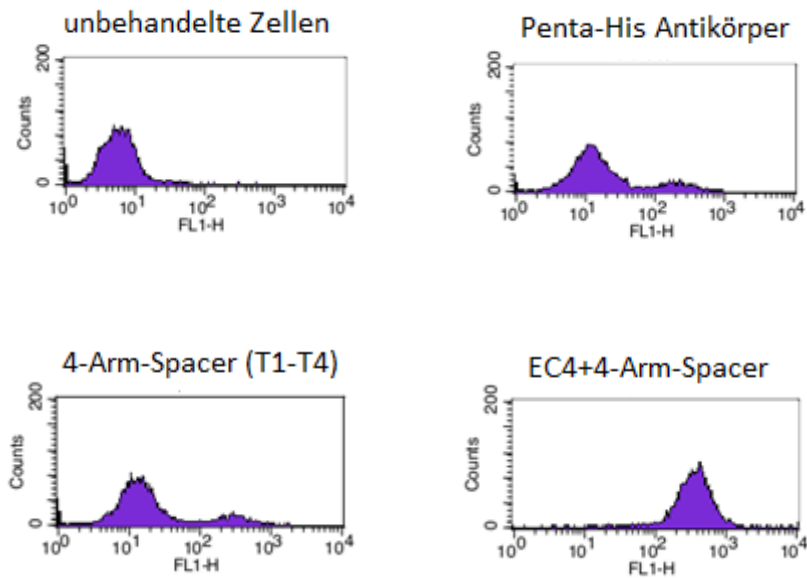 unbehandelte Zellen
200
Counts
0
10⁰ 10¹ 10² 10³ 10⁴
FL1-H
Penta-His Antikörper
200
Counts
0
10⁰ 10¹ 10² 10³ 10⁴
FL1-H
4-Arm-Spacer (T1-T4)
200
Counts
0
10⁰ 10¹ 10² 10³ 10⁴
FL1-H
EC4+4-Arm-Spacer
200
Counts
0
10⁰ 10¹ 10² 10³ 10⁴
FL1-H